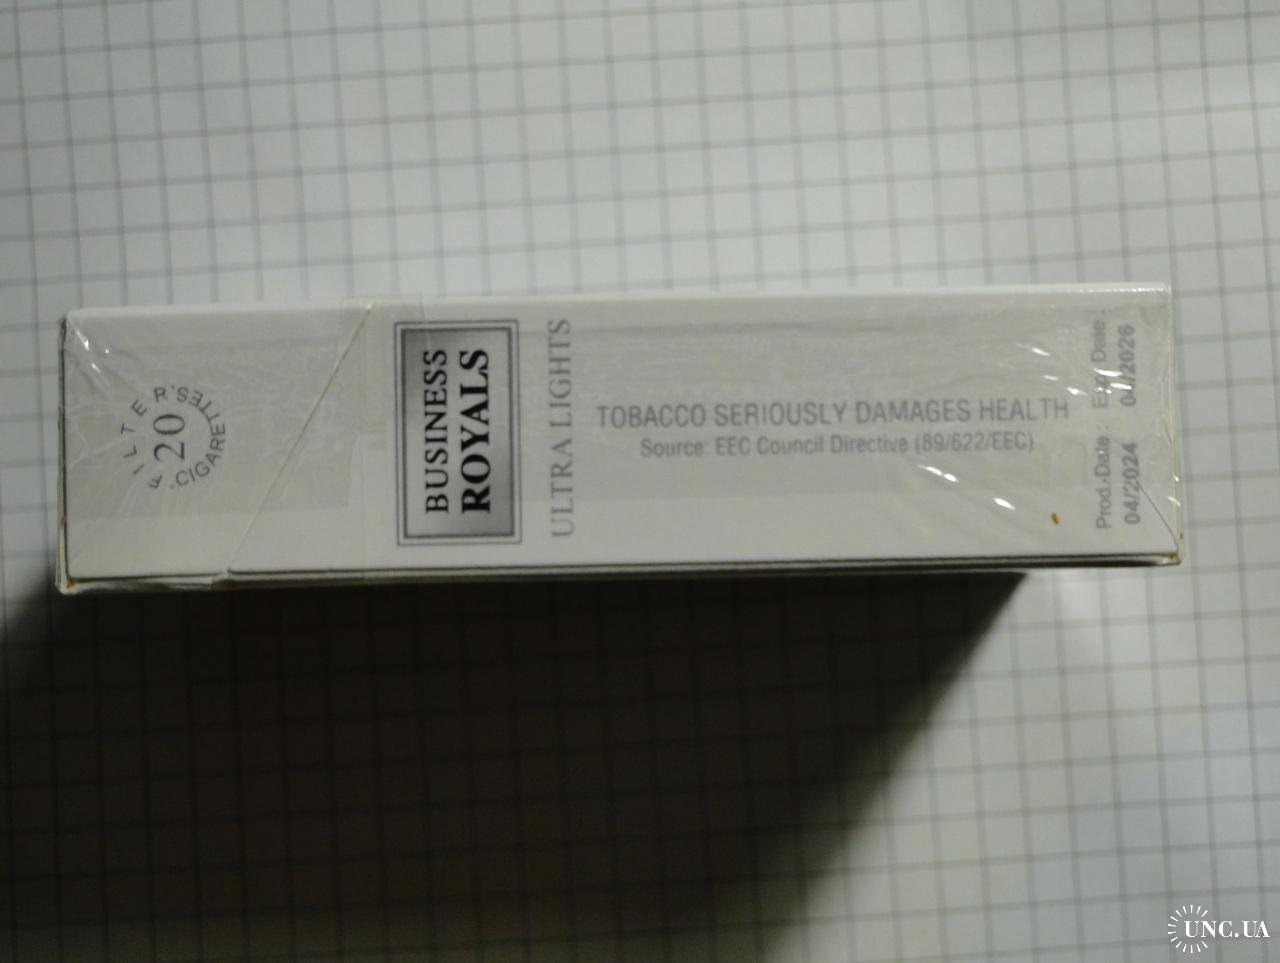 FILTER
20
CIGARETTES
BUSINESS
ROYALS
ULTRA LIGHTS
TOBACCO SERIOUSLY DAMAGES HEALTH
Source: EEC Council Directive (89/622/EEC)
Prod.-Date : Exp. Date :
04/2024 04/2026
UNC.UA